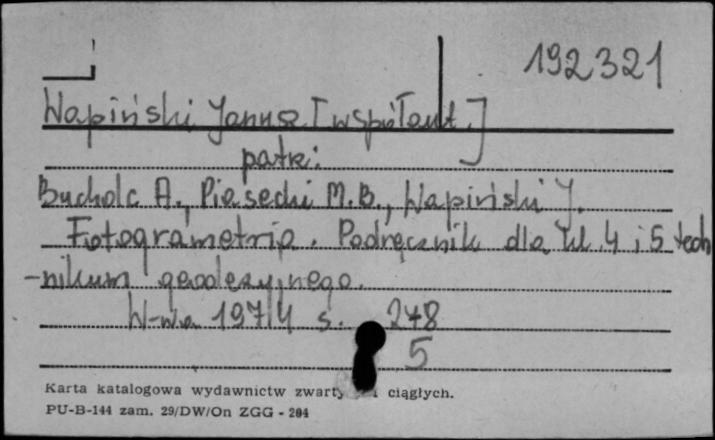 192321
Wapiński Janusz [współaut.]
patrz:
Bucholc A., Piasecki M.B., Wapiński J.
Fotogrametria. Podręcznik dla kl. 4 i 5 tech
-nikum geodezyjnego.
W-wa 1974 s. 278
5
Karta katalogowa wydawnictw zwarty i ciągłych.
PU-B-144 zam. 29/DW/On ZGG - 204